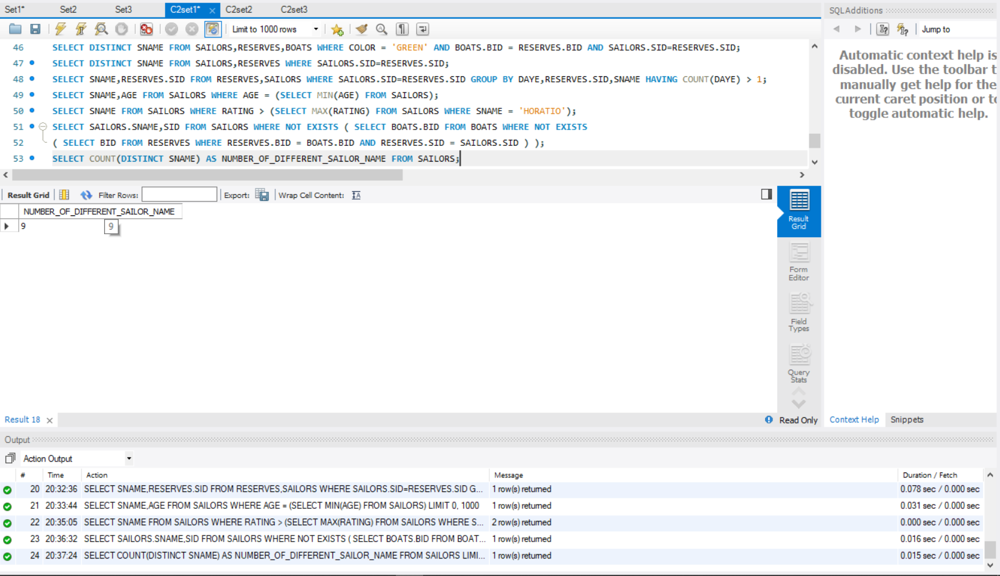 Set1* Set2 Set3 C2set1* × C2set2 C2set3
SQLAdditions
Limit to 1000 rows
Jump to
46 SELECT DISTINCT SNAME FROM SAILORS,RESERVES,BOATS WHERE COLOR = 'GREEN' AND BOATS.BID = RESERVES.BID AND SAILORS.SID=RESERVES.SID;
47 SELECT DISTINCT SNAME FROM SAILORS,RESERVES WHERE SAILORS.SID=RESERVES.SID;
48 SELECT SNAME,RESERVES.SID FROM RESERVES,SAILORS WHERE SAILORS.SID=RESERVES.SID GROUP BY DAYE,RESERVES.SID,SNAME HAVING COUNT(DAYE) > 1;
49 SELECT SNAME,AGE FROM SAILORS WHERE AGE = (SELECT MIN(AGE) FROM SAILORS);
50 SELECT SNAME FROM SAILORS WHERE RATING > (SELECT MAX(RATING) FROM SAILORS WHERE SNAME = 'HORATIO');
51 SELECT SAILORS.SNAME,SID FROM SAILORS WHERE NOT EXISTS ( SELECT BOATS.BID FROM BOATS WHERE NOT EXISTS
52 ( SELECT BID FROM RESERVES WHERE RESERVES.BID = BOATS.BID AND RESERVES.SID = SAILORS.SID ) );
53 SELECT COUNT(DISTINCT SNAME) AS NUMBER_OF_DIFFERENT_SAILOR_NAME FROM SAILORS;
Automatic context help is
disabled. Use the toolbar t
manually get help for the
current caret position or to
toggle automatic help.
Result Grid Filter Rows: Export: Wrap Cell Content:
NUMBER_OF_DIFFERENT_SAILOR_NAME
9
9
Result
Grid
Form
Editor
Field
Types
Query
Stats
Result 18 ×
Read Only
Context Help Snippets
Output
Action Output
# Time Action Message Duration / Fetch
20 20:32:36 SELECT SNAME,RESERVES.SID FROM RESERVES,SAILORS WHERE SAILORS.SID=RESERVES.SID G... 1 row(s) returned 0.078 sec / 0.000 sec
21 20:33:44 SELECT SNAME,AGE FROM SAILORS WHERE AGE = (SELECT MIN(AGE) FROM SAILORS) LIMIT 0, 1000 1 row(s) returned 0.031 sec / 0.000 sec
22 20:35:05 SELECT SNAME FROM SAILORS WHERE RATING > (SELECT MAX(RATING) FROM SAILORS WHERE S... 2 row(s) returned 0.000 sec / 0.000 sec
23 20:36:32 SELECT SAILORS.SNAME,SID FROM SAILORS WHERE NOT EXISTS ( SELECT BOATS.BID FROM BOAT... 1 row(s) returned 0.016 sec / 0.000 sec
24 20:37:24 SELECT COUNT(DISTINCT SNAME) AS NUMBER_OF_DIFFERENT_SAILOR_NAME FROM SAILORS LIMI... 1 row(s) returned 0.015 sec / 0.000 sec